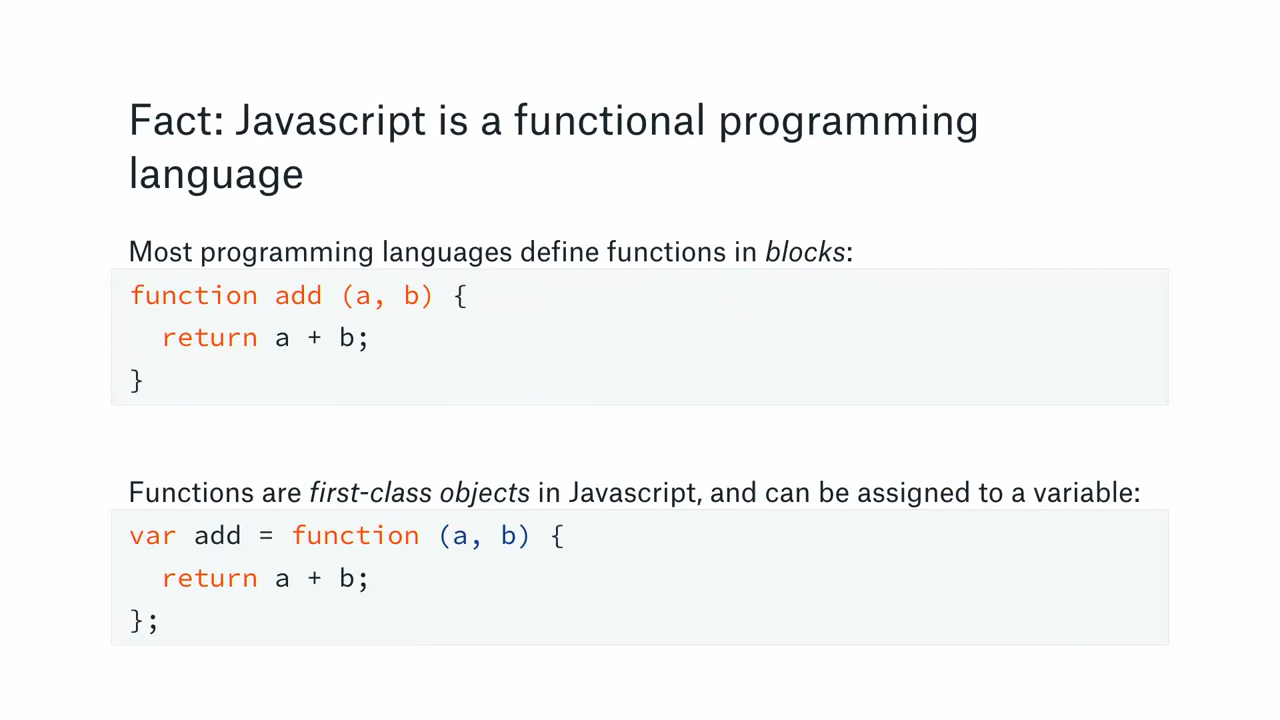 Fact: Javascript is a functional programming
language
Most programming languages define functions in blocks:
function add (a, b) {
  return a + b;
}
Functions are first-class objects in Javascript, and can be assigned to a variable:
var add = function (a, b) {
  return a + b;
};